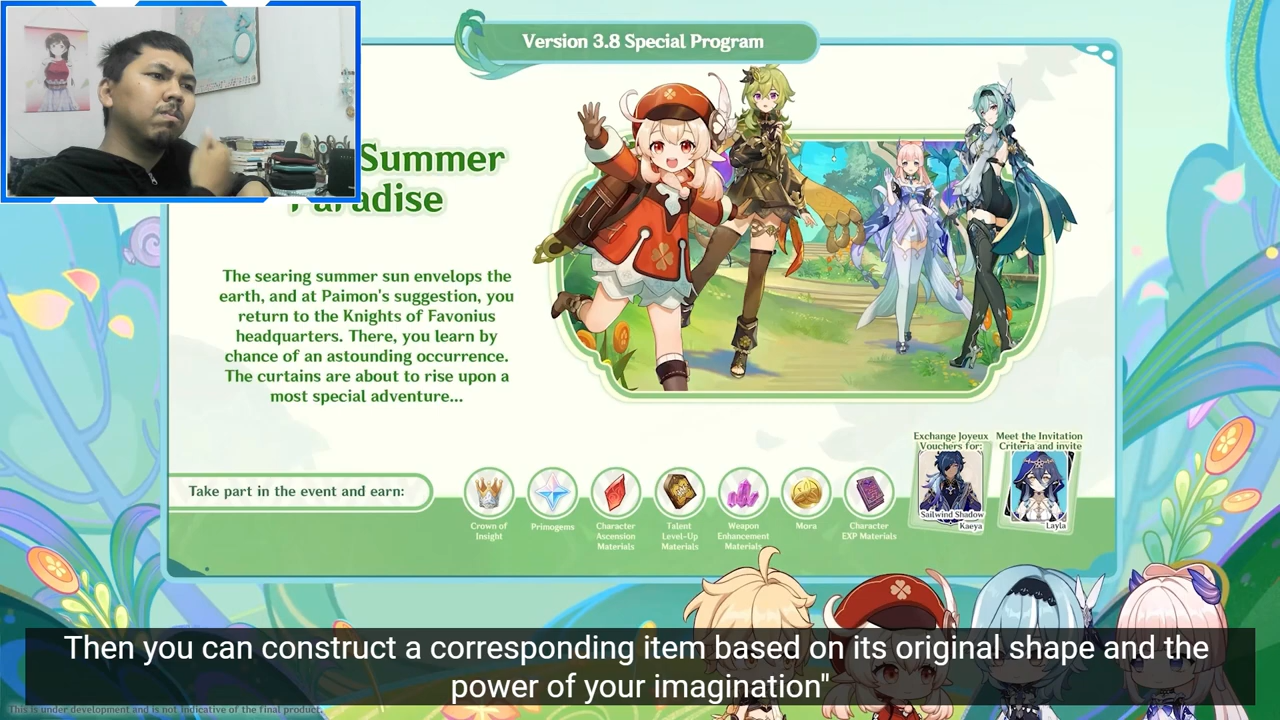 Version 3.8 Special Program
Summer
Paradise
The searing summer sun envelops the
earth, and at Paimon's suggestion, you
return to the Knights of Favonius
headquarters. There, you learn by
chance of an astounding occurrence.
The curtains are about to rise upon a
most special adventure...
Take part in the event and earn:
Crown of
Insight
Primogems
Character
Ascension
Materials
Talent
Level-Up
Materials
Weapon
Enhancement
Materials
Mora
Character
EXP Materials
Exchange Joyeux
Vouchers for:
Sailwind Shadow
Kaeya
Meet the Invitation
Criteria and invite
Layla
Then you can construct a corresponding item based on its original shape and the
power of your imagination"
This is under development and is not indicative of the final product.